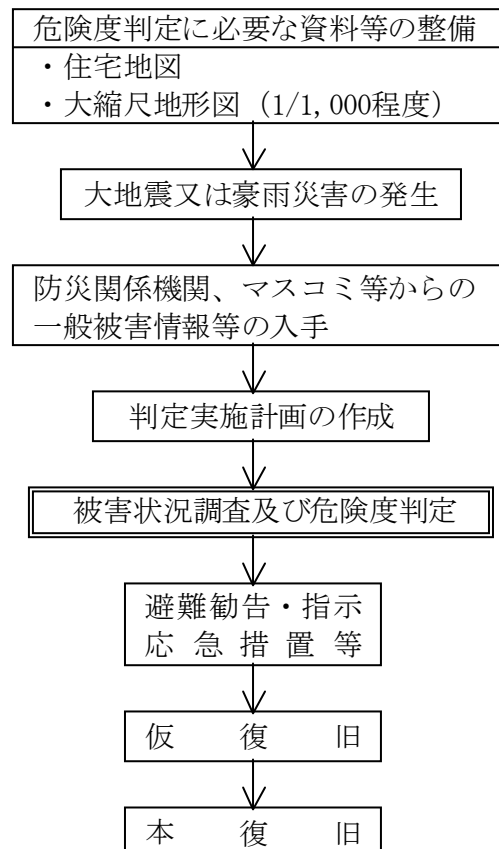 危険度判定に必要な資料等の整備
・住宅地図
・大縮尺地形図（1/1,000程度）
大地震又は豪雨災害の発生
防災関係機関、マスコミ等からの
一般被害情報等の入手
判定実施計画の作成
被害状況調査及び危険度判定
避難勧告・指示
応急措置等
仮復旧
本復旧